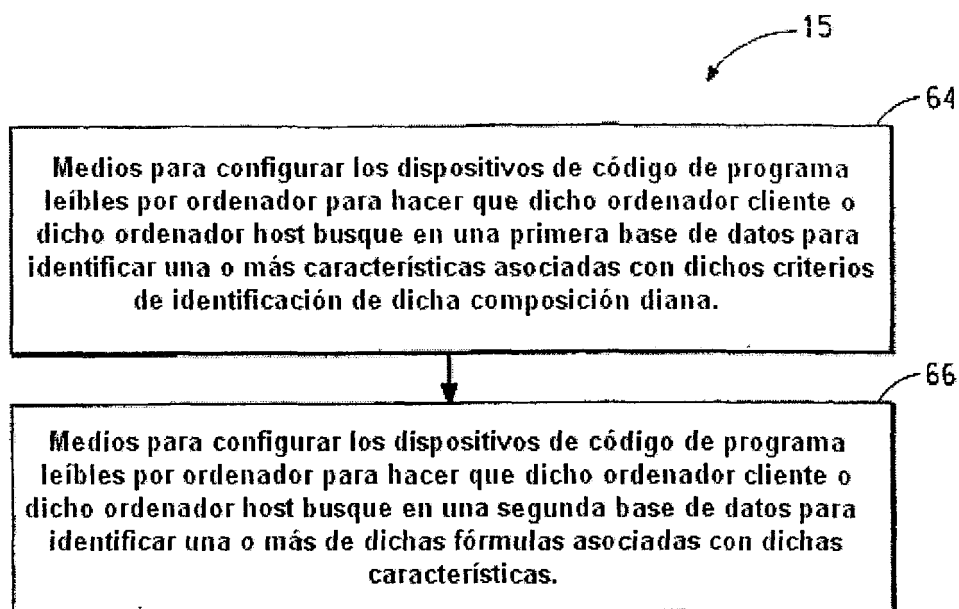 15
64
Medios para configurar los dispositivos de código de programa
leíbles por ordenador para hacer que dicho ordenador cliente o
dicho ordenador host busque en una primera base de datos para
identificar una o más características asociadas con dichos criterios
de identificación de dicha composición diana.
66
Medios para configurar los dispositivos de código de programa
leíbles por ordenador para hacer que dicho ordenador cliente o
dicho ordenador host busque en una segunda base de datos para
identificar una o más de dichas fórmulas asociadas con dichas
características.